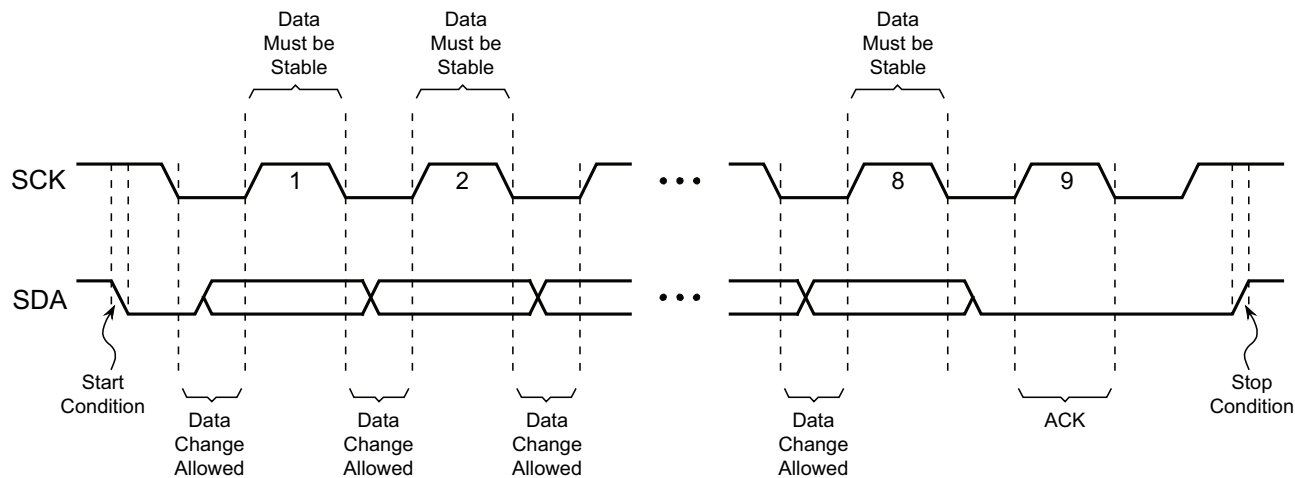 Data
Must be
Stable
Data
Must be
Stable
Data
Must be
Stable
SCK
1
2
8
9
SDA
Start
Condition
Data
Change
Allowed
Data
Change
Allowed
Data
Change
Allowed
Data
Change
Allowed
ACK
Stop
Condition